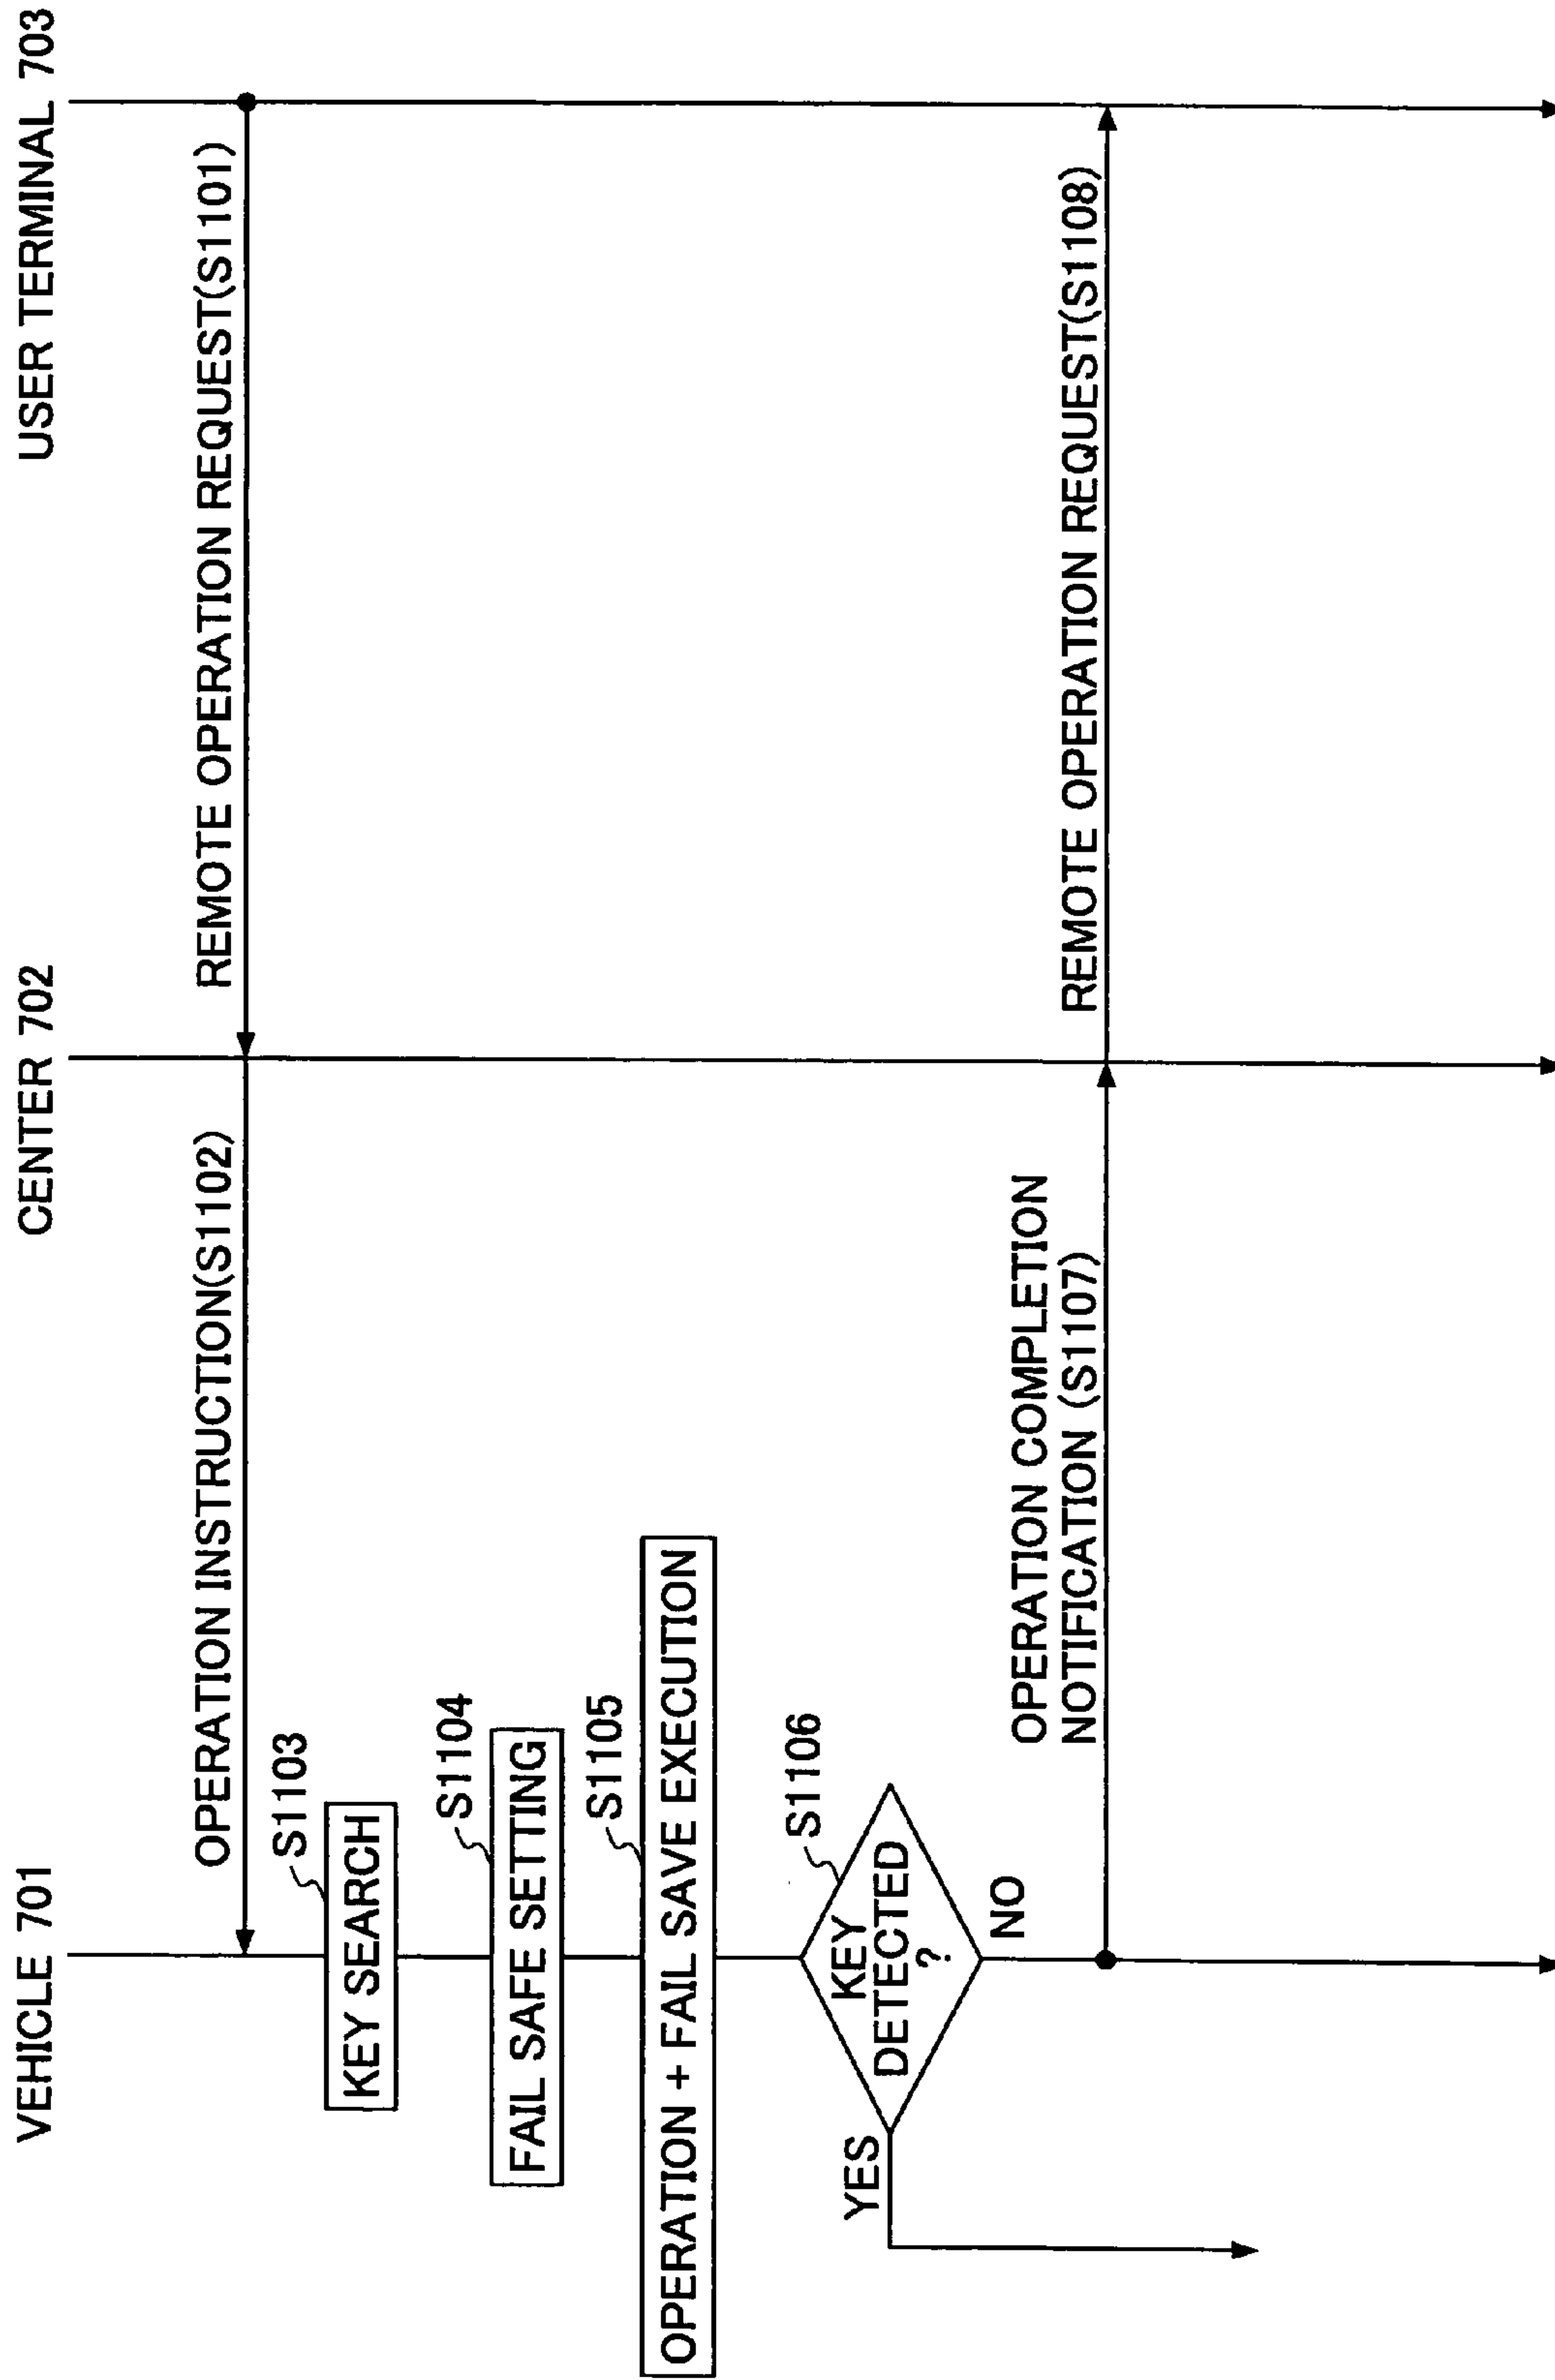 VEHICLE 701
CENTER 702
USER TERMINAL 703
REMOTE OPERATION REQUEST(S1101)
OPERATION INSTRUCTION(S1102)
S1103
KEY SEARCH
S1104
FAIL SAFE SETTING
S1105
OPERATION + FAIL SAVE EXECUTION
S1106
KEY
DETECTED
?
YES
NO
OPERATION COMPLETION
NOTIFICATION (S1107)
REMOTE OPERATION REQUEST(S1108)